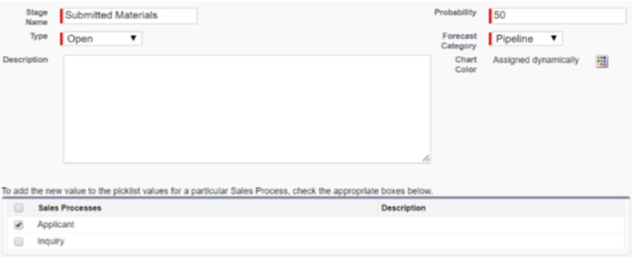 Stage Name Submitted Materials Probability 50
Type Open Forecast Category Pipeline
Description Chart Color Assigned dynamically
To add the new value to the picklist values for a particular Sales Process, check the appropriate boxes below.
Sales Processes Description
Applicant
Inquiry